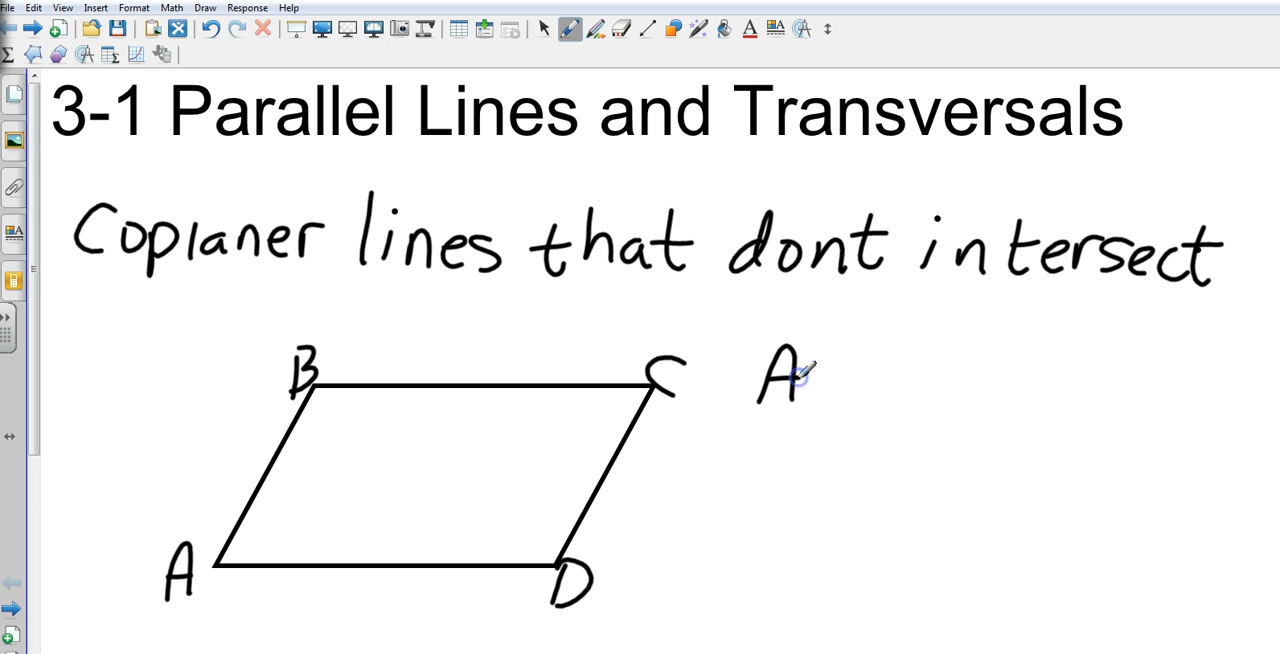 File Edit View Insert Format Math Draw Response Help
3-1 Parallel Lines and Transversals
Coplaner lines that dont intersect
B C A
A D